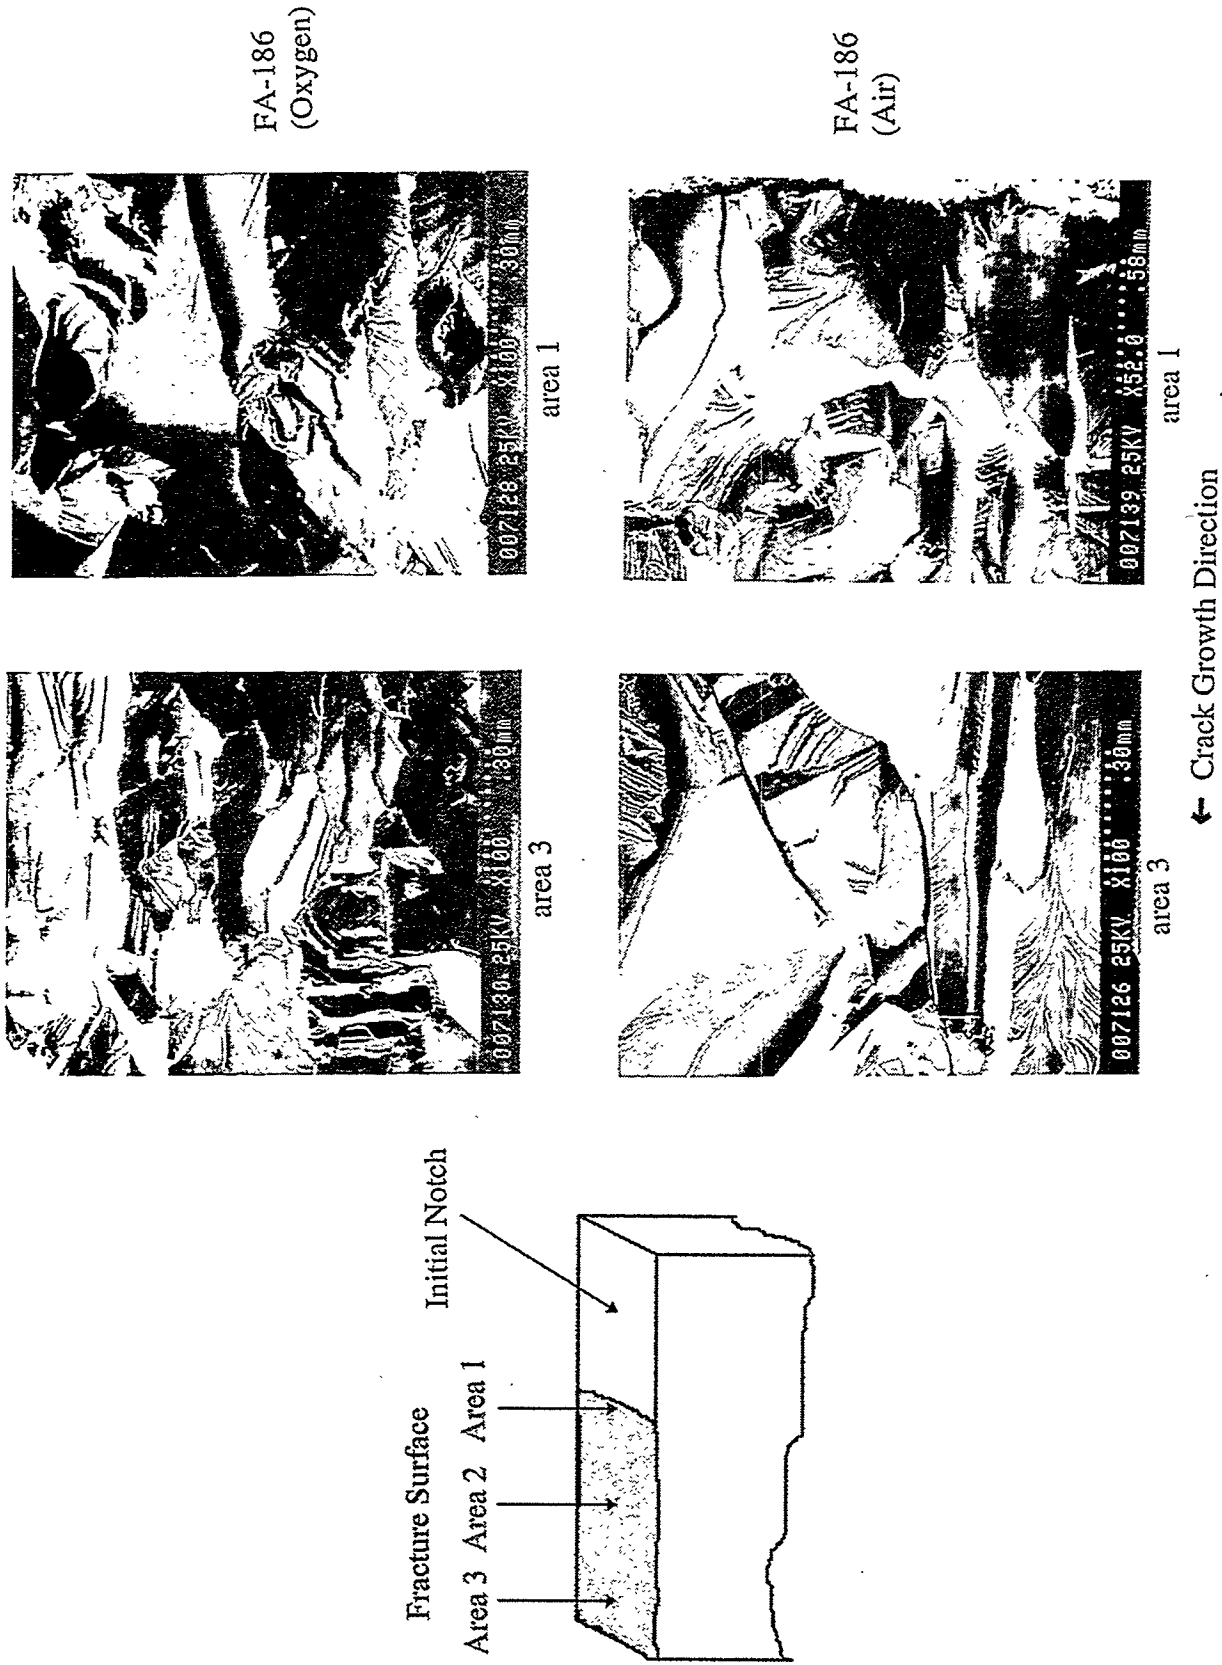 Fracture Surface
Area 3 Area 2 Area 1
Initial Notch
007130 25KV X100 .30mm
area 3
007128 25KV X100 .30mm
area 1
FA-186
(Oxygen)
007126 25KV X100 .30mm
area 3
007139 25KV X52.0 .58mm
area 1
FA-186
(Air)
← Crack Growth Direction